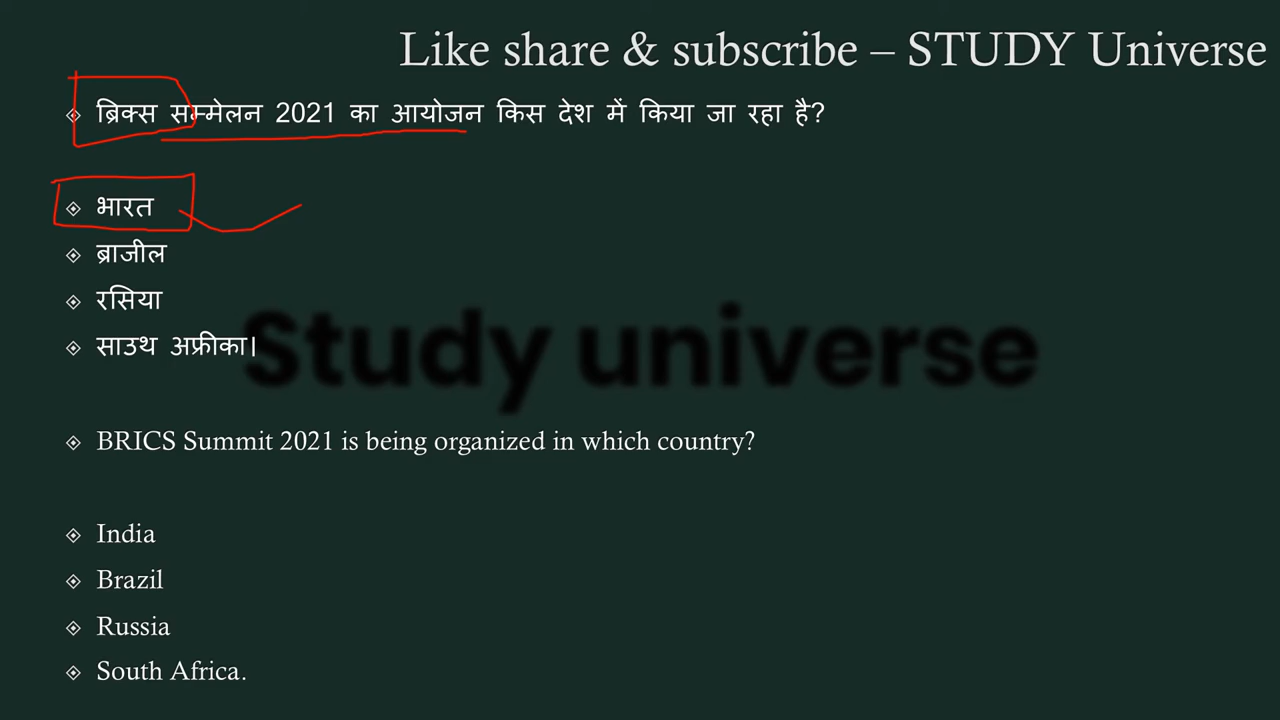 Like share & subscribe – STUDY Universe
ब्रिक्स सम्मेलन 2021 का आयोजन किस देश में किया जा रहा है?
भारत
ब्राजील
रसिया
साउथ अफ्रीका।
Study universe
BRICS Summit 2021 is being organized in which country?
India
Brazil
Russia
South Africa.